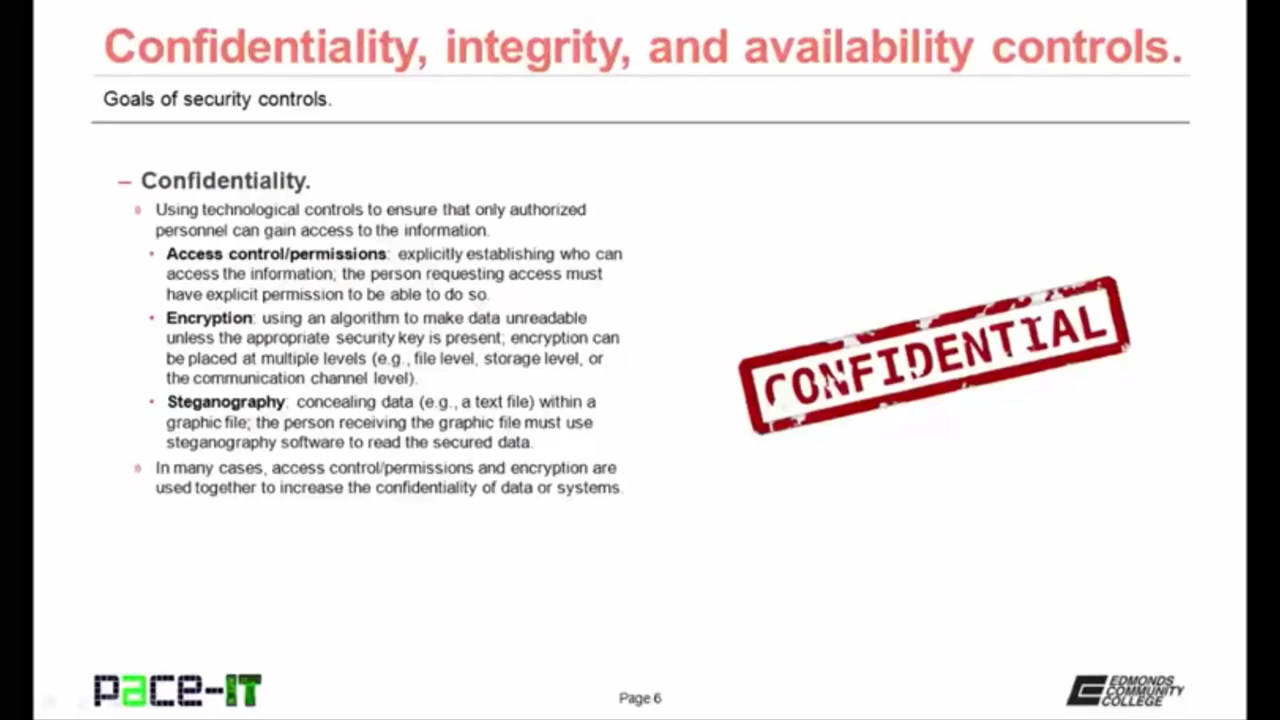 Confidentiality, integrity, and availability controls.
Goals of security controls.
– Confidentiality.
» Using technological controls to ensure that only authorized
personnel can gain access to the information.
• Access control/permissions: explicitly establishing who can
access the information; the person requesting access must
have explicit permission to be able to do so.
• Encryption: using an algorithm to make data unreadable
unless the appropriate security key is present; encryption can
be placed at multiple levels (e.g., file level, storage level, or
the communication channel level).
• Steganography: concealing data (e.g., a text file) within a
graphic file; the person receiving the graphic file must use
steganography software to read the secured data.
» In many cases, access control/permissions and encryption are
used together to increase the confidentiality of data or systems.
CONFIDENTIAL
pace-IT
Page 6
EDMONDS
COMMUNITY
COLLEGE